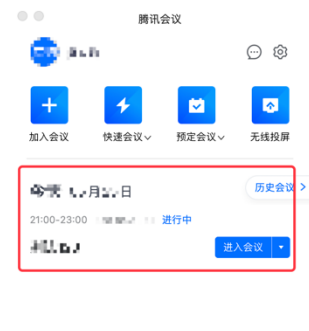 腾讯会议
加入会议
快速会议
预定会议
无线投屏
月 日
历史会议
21:00-23:00
进行中
进入会议